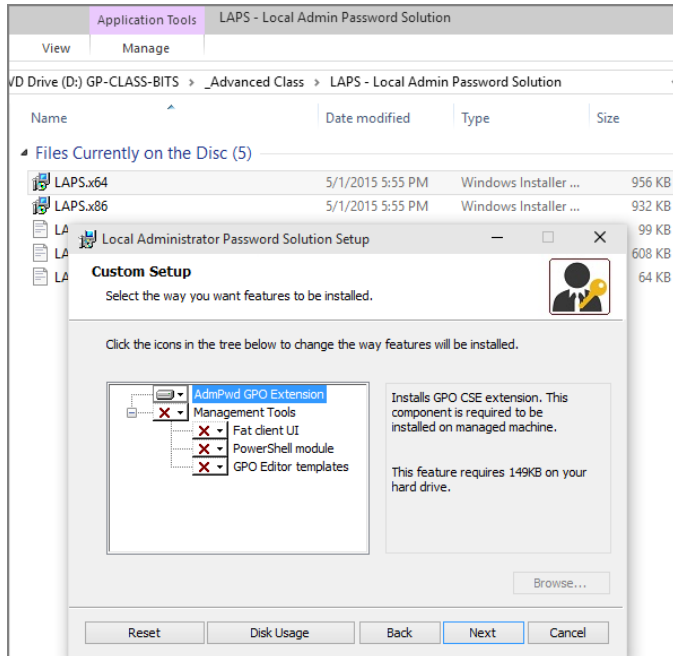 Application Tools LAPS - Local Admin Password Solution
View Manage
VD Drive (D:) GP-CLASS-BITS > _Advanced Class > LAPS - Local Admin Password Solution
Name Date modified Type Size
Files Currently on the Disc (5)
LAPS.x64 5/1/2015 5:55 PM Windows Installer ... 956 KB
LAPS.x86 5/1/2015 5:55 PM Windows Installer ... 932 KB
LA 99 KB
LA 608 KB
LA 64 KB
Local Administrator Password Solution Setup
Custom Setup
Select the way you want features to be installed.
Click the icons in the tree below to change the way features will be installed.
AdmPwd GPO Extension
Management Tools
Fat client UI
PowerShell module
GPO Editor templates
Installs GPO CSE extension. This
component is required to be
installed on managed machine.
This feature requires 149KB on your
hard drive.
Browse...
Reset Disk Usage Back Next Cancel